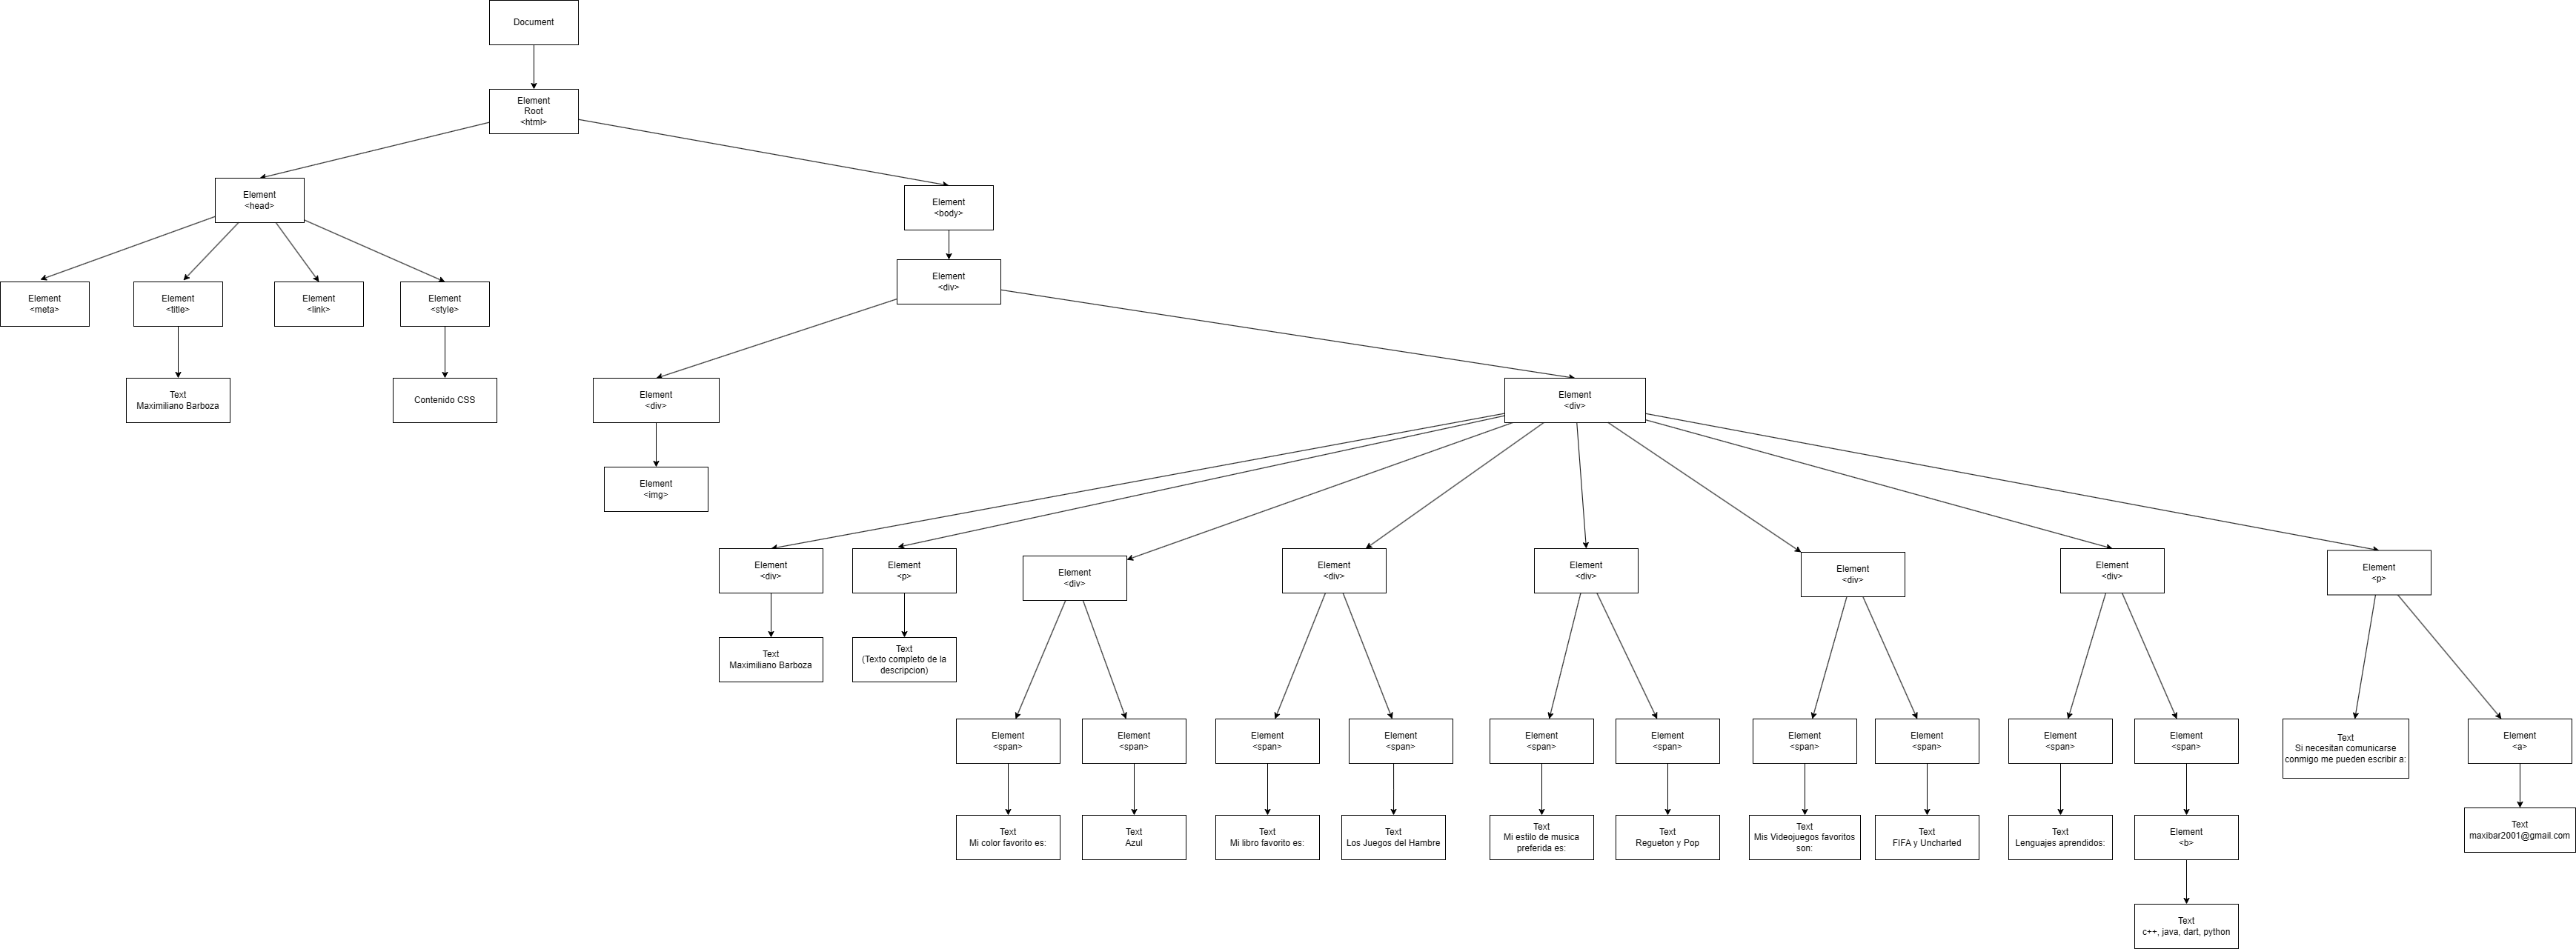 Document
Element
Root
<html>
Element
<head>
Element
<body>
Element
<div>
Element
<meta>
Element
<title>
Element
<link>
Element
<style>
Text
Maximiliano Barboza
Contenido CSS
Element
<div>
Element
<div>
Element
<img>
Element
<div>
Element
<p>
Element
<div>
Element
<div>
Element
<div>
Element
<div>
Element
<div>
Element
<p>
Text
Maximiliano Barboza
Text
(Texto completo de la
descripcion)
Element
<span>
Element
<span>
Element
<span>
Element
<span>
Element
<span>
Element
<span>
Element
<span>
Element
<span>
Element
<span>
Element
<span>
Text
Si necesitan comunicarse
conmigo me pueden escribir a:
Element
<a>
Text
Mi color favorito es:
Text
Azul
Text
Mi libro favorito es:
Text
Los Juegos del Hambre
Text
Mi estilo de musica
preferida es:
Text
Regueton y Pop
Text
Mis Videojuegos favoritos
son:
Text
FIFA y Uncharted
Text
Lenguajes aprendidos:
Element
<b>
Text
maxibar2001@gmail.com
Text
c++, java, dart, python